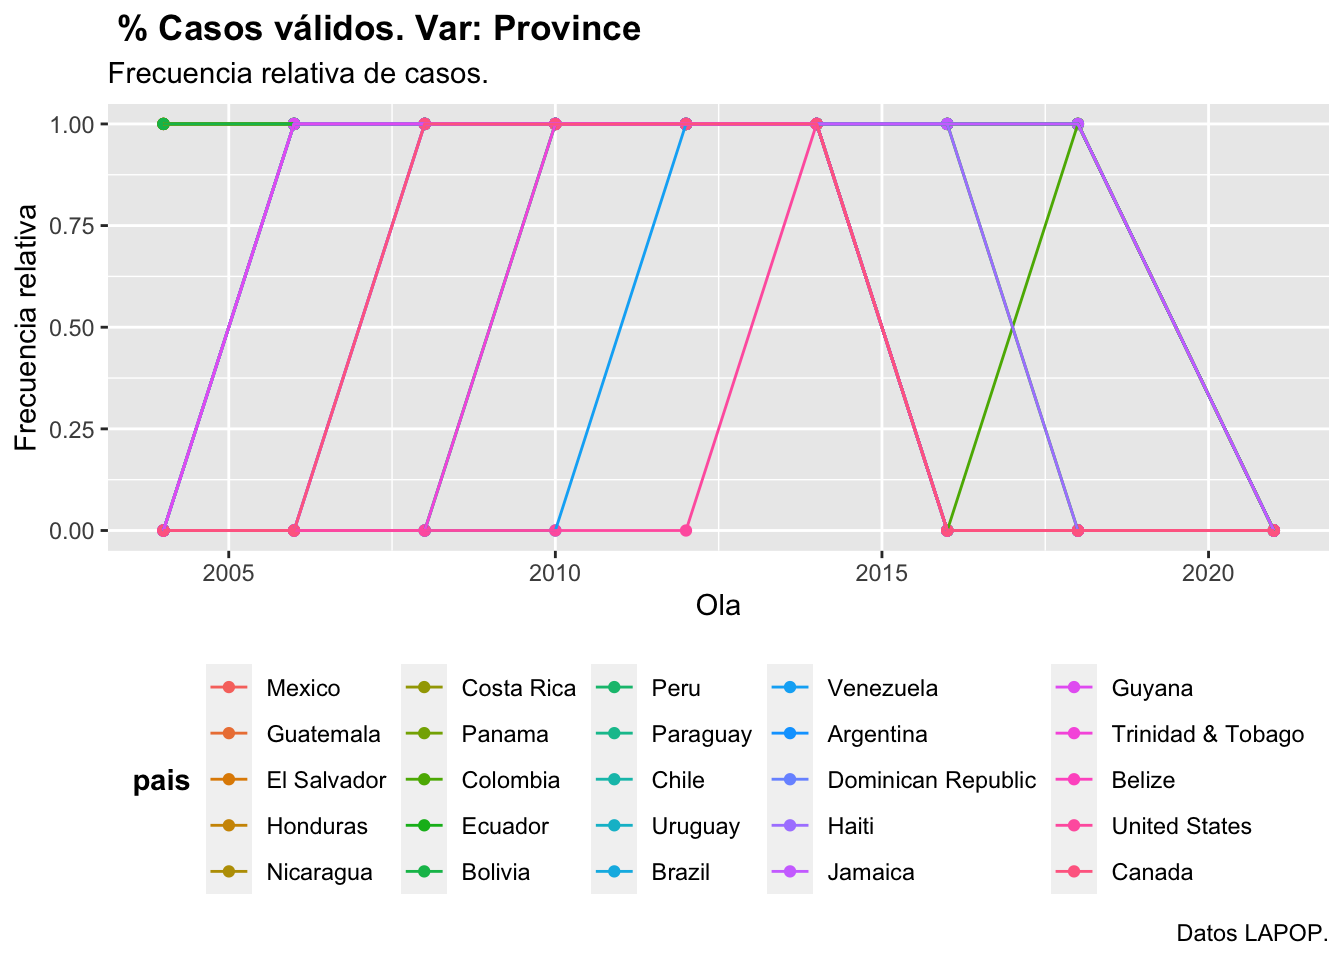 % Casos válidos. Var: Province
Frecuencia relativa de casos.
Frecuencia relativa
1.00
0.75
0.50
0.25
0.00
2005 2010 2015 2020
Ola
pais
Mexico Costa Rica Peru Venezuela Guyana
Guatemala Panama Paraguay Argentina Trinidad & Tobago
El Salvador Colombia Chile Dominican Republic Belize
Honduras Ecuador Uruguay Haiti United States
Nicaragua Bolivia Brazil Jamaica Canada
Datos LAPOP.